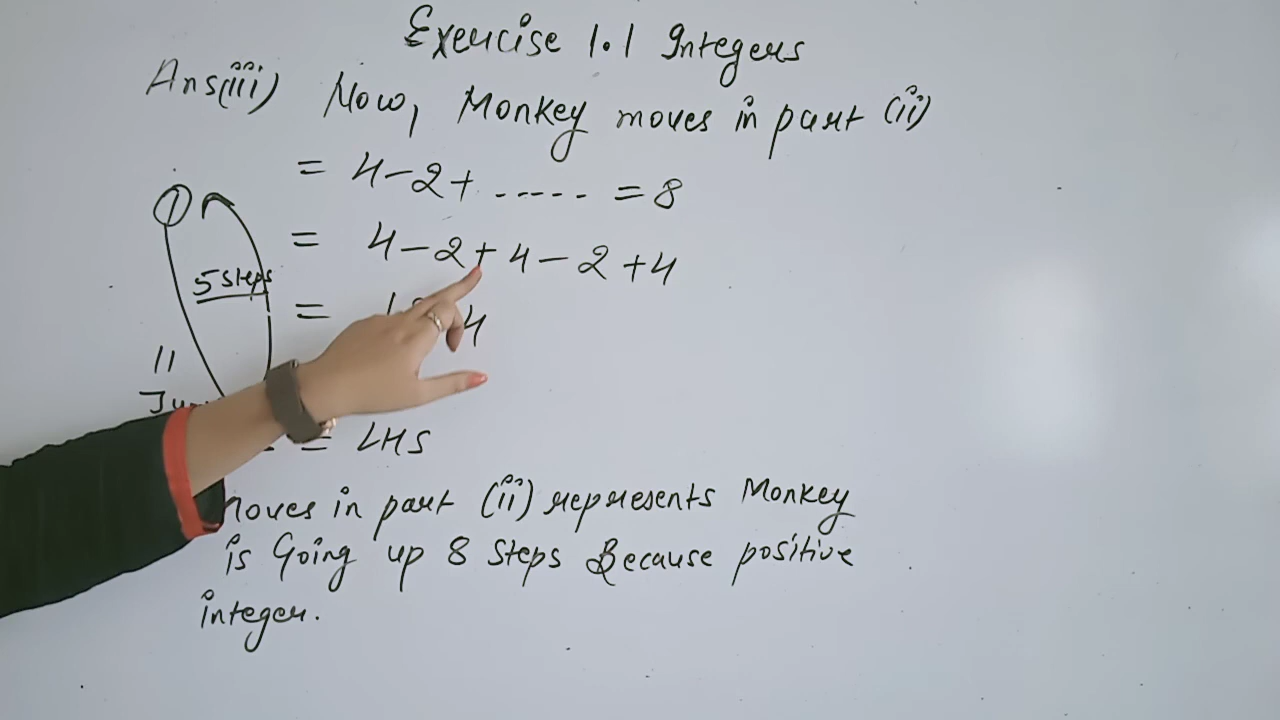 Exercise 1.1 Integers
Ans(iii) Now, Monkey moves in part (ii)
= 4-2+ ..... = 8
①
= 4-2+4-2+4
5 steps
= 4
11
= LHS
moves in part (ii) represents Monkey
is Going up 8 steps Because positive
integer.